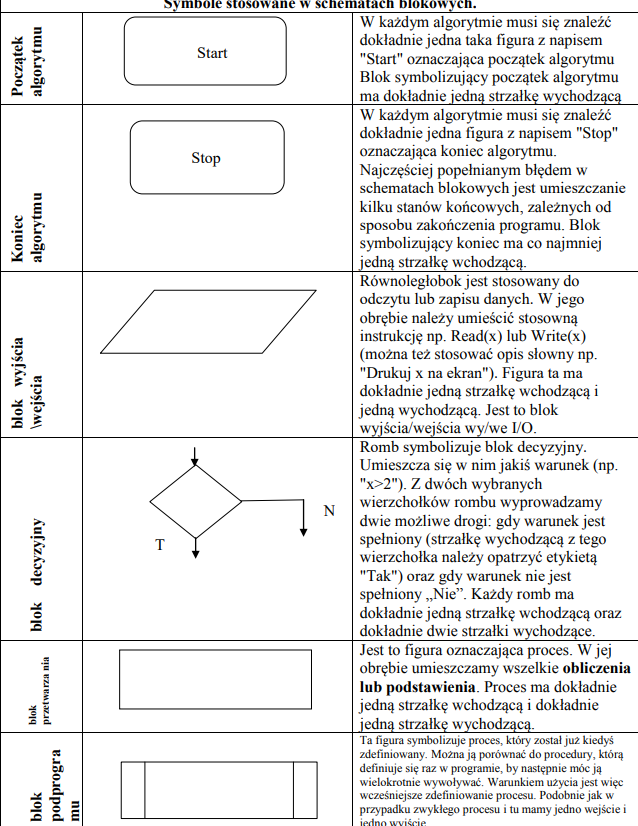 Symbole stosowane w schematach blokowych.
Początek
algorytmu
Start
W każdym algorytmie musi się znaleźć
dokładnie jedna taka figura z napisem
"Start" oznaczająca początek algorytmu
Blok symbolizujący początek algorytmu
ma dokładnie jedną strzałkę wychodzącą
Koniec
algorytmu
Stop
W każdym algorytmie musi się znaleźć
dokładnie jedna figura z napisem "Stop"
oznaczająca koniec algorytmu.
Najczęściej popełnianym błędem w
schematach blokowych jest umieszczanie
kilku stanów końcowych, zależnych od
sposobu zakończenia programu. Blok
symbolizujący koniec ma co najmniej
jedną strzałkę wchodzącą.
blok wyjścia
\wejścia
Równoległobok jest stosowany do
odczytu lub zapisu danych. W jego
obrębie należy umieścić stosowną
instrukcję np. Read(x) lub Write(x)
(można też stosować opis słowny np.
"Drukuj x na ekran"). Figura ta ma
dokładnie jedną strzałkę wchodzącą i
jedną wychodzącą. Jest to blok
wyjścia/wejścia wy/we I/O.
blok decyzyjny
N
T
Romb symbolizuje blok decyzyjny.
Umieszcza się w nim jakiś warunek (np.
"x>2"). Z dwóch wybranych
wierzchołków rombu wyprowadzamy
dwie możliwe drogi: gdy warunek jest
spełniony (strzałkę wychodzącą z tego
wierzchołka należy opatrzyć etykietą
"Tak") oraz gdy warunek nie jest
spełniony „Nie”. Każdy romb ma
dokładnie jedną strzałkę wchodzącą oraz
dokładnie dwie strzałki wychodzące.
blok
przetwarza nia
Jest to figura oznaczająca proces. W jej
obrębie umieszczamy wszelkie obliczenia
lub podstawienia. Proces ma dokładnie
jedną strzałkę wchodzącą i dokładnie
jedną strzałkę wychodzącą.
blok
podprogra
mu
Ta figura symbolizuje proces, który został już kiedyś
zdefiniowany. Można ją porównać do procedury, którą
definiuje się raz w programie, by następnie móc ją
wielokrotnie wywoływać. Warunkiem użycia jest więc
wcześniejsze zdefiniowanie procesu. Podobnie jak w
przypadku zwykłego procesu i tu mamy jedno wejście i
jedno wyjście